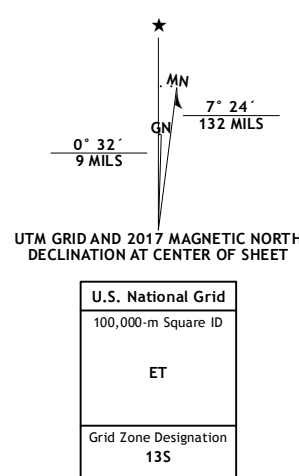 ★
MN
7° 24´
132 MILS
GN
0° 32´
9 MILS
UTM GRID AND 2017 MAGNETIC NORTH
DECLINATION AT CENTER OF SHEET
U.S. National Grid
100,000-m Square ID
ET
Grid Zone Designation
13S